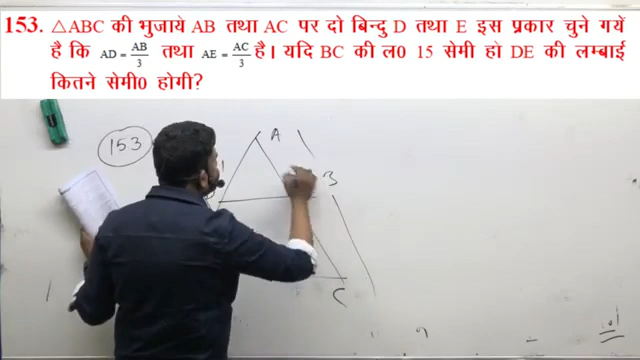 153. △ABC की भुजायें AB तथा AC पर दो बिन्दु D तथा E इस प्रकार चुने गयें
है कि AD = AB/3 तथा AE = AC/3 है। यदि BC की ल0 15 सेमी हो DE की लम्बाई
कितने सेमी0 होगी?
153
A
3
C